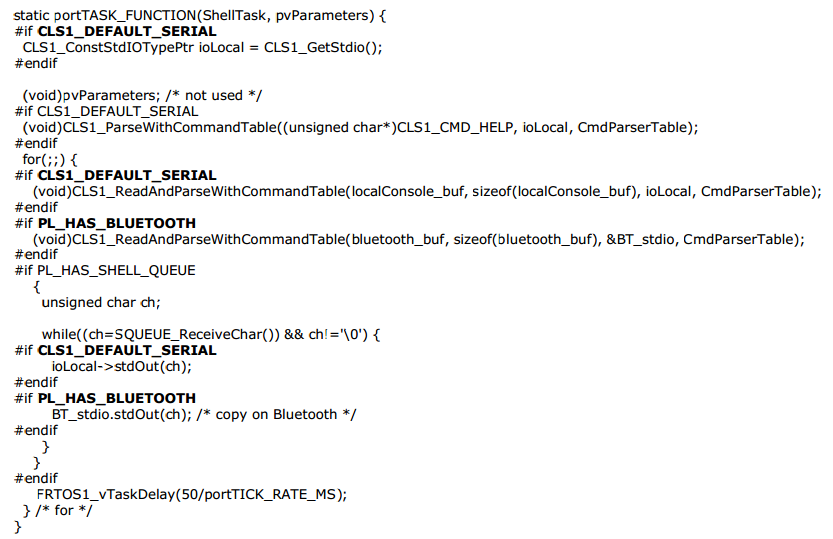 static portTASK_FUNCTION(ShellTask, pvParameters) {
#if CLS1_DEFAULT_SERIAL
CLS1_ConstStdIOTypePtr ioLocal = CLS1_GetStdio();
#endif
(void)pvParameters; /* not used */
#if CLS1_DEFAULT_SERIAL
(void)CLS1_ParseWithCommandTable((unsigned char*)CLS1_CMD_HELP, ioLocal, CmdParserTable);
#endif
for(;;) {
#if CLS1_DEFAULT_SERIAL
(void)CLS1_ReadAndParseWithCommandTable(localConsole_buf, sizeof(localConsole_buf), ioLocal, CmdParserTable);
#endif
#if PL_HAS_BLUETOOTH
(void)CLS1_ReadAndParseWithCommandTable(bluetooth_buf, sizeof(bluetooth_buf), &BT_stdio, CmdParserTable);
#endif
#if PL_HAS_SHELL_QUEUE
{
unsigned char ch;
while((ch=SQUEUE_ReceiveChar()) && ch!='\0') {
#if CLS1_DEFAULT_SERIAL
ioLocal->stdOut(ch);
#endif
#if PL_HAS_BLUETOOTH
BT_stdio.stdOut(ch); /* copy on Bluetooth */
#endif
}
}
#endif
FRTOS1_vTaskDelay(50/portTICK_RATE_MS);
} /* for */
}